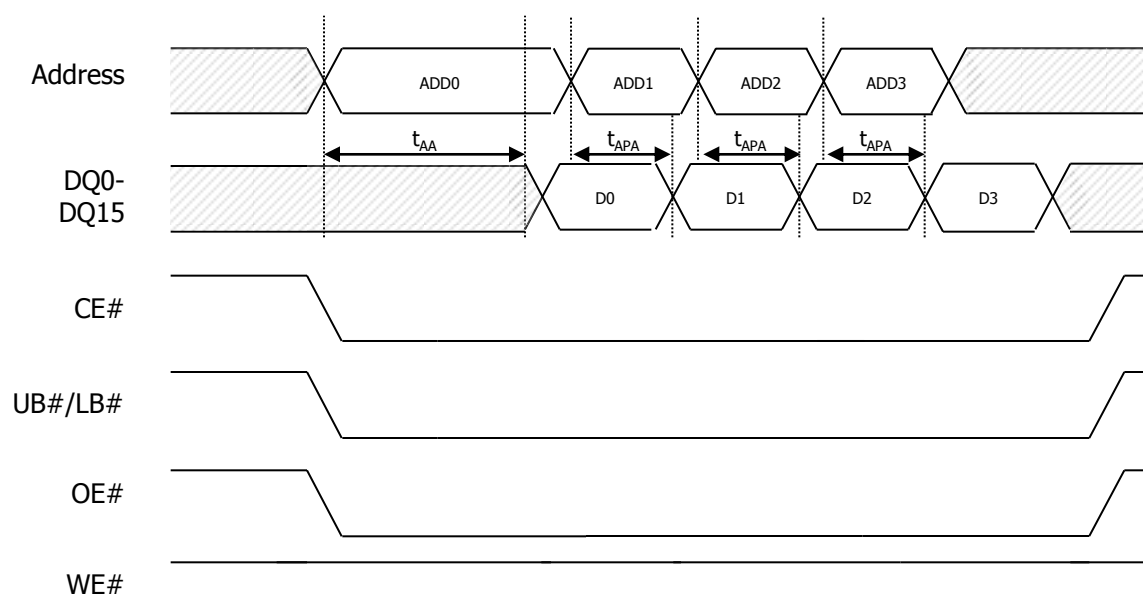 Address
ADD0
ADD1
ADD2
ADD3
tAA
tAPA
tAPA
tAPA
DQ0-
DQ15
D0
D1
D2
D3
CE#
UB#/LB#
OE#
WE#